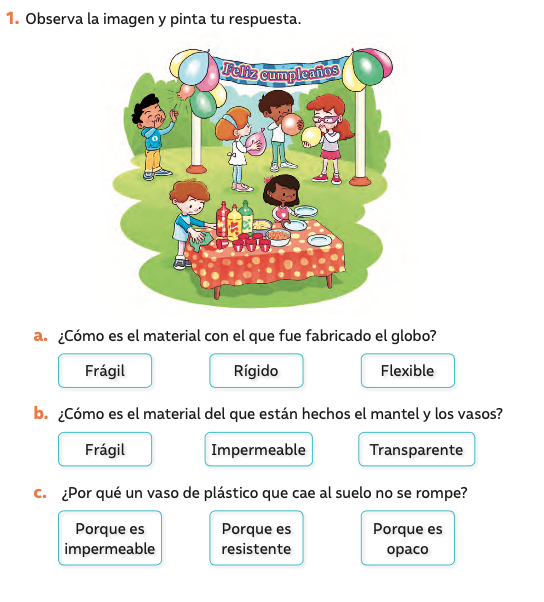 1. Observa la imagen y pinta tu respuesta.
Feliz cumpleaños
a. ¿Cómo es el material con el que fue fabricado el globo?
Frágil Rígido Flexible
b. ¿Cómo es el material del que están hechos el mantel y los vasos?
Frágil Impermeable Transparente
c. ¿Por qué un vaso de plástico que cae al suelo no se rompe?
Porque es impermeable
Porque es resistente
Porque es opaco